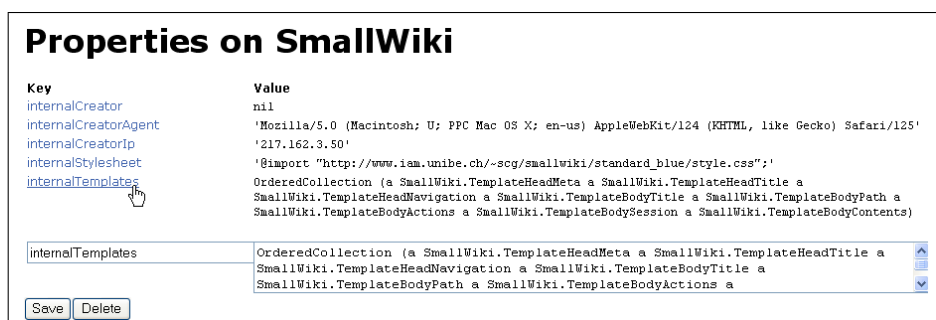 Properties on SmallWiki
Key Value
internalCreator nil
internalCreatorAgent 'Mozilla/5.0 (Macintosh; U; PPC Mac OS X; en-us) AppleWebKit/124 (KHTML, like Gecko) Safari/125'
internalCreatorIp '217.162.3.50'
internalStylesheet '@import "http://www.iam.unibe.ch/~scg/smallwiki/standard_blue/style.css";'
internalTemplates OrderedCollection (a SmallWiki.TemplateHeadMeta a SmallWiki.TemplateHeadTitle a
SmallWiki.TemplateHeadNavigation a SmallWiki.TemplateBodyTitle a SmallWiki.TemplateBodyPath a
SmallWiki.TemplateBodyActions a SmallWiki.TemplateBodySession a SmallWiki.TemplateBodyContents)
internalTemplates OrderedCollection (a SmallWiki.TemplateHeadMeta a SmallWiki.TemplateHeadTitle a
SmallWiki.TemplateHeadNavigation a SmallWiki.TemplateBodyTitle a
SmallWiki.TemplateBodyPath a SmallWiki.TemplateBodyActions a
Save Delete